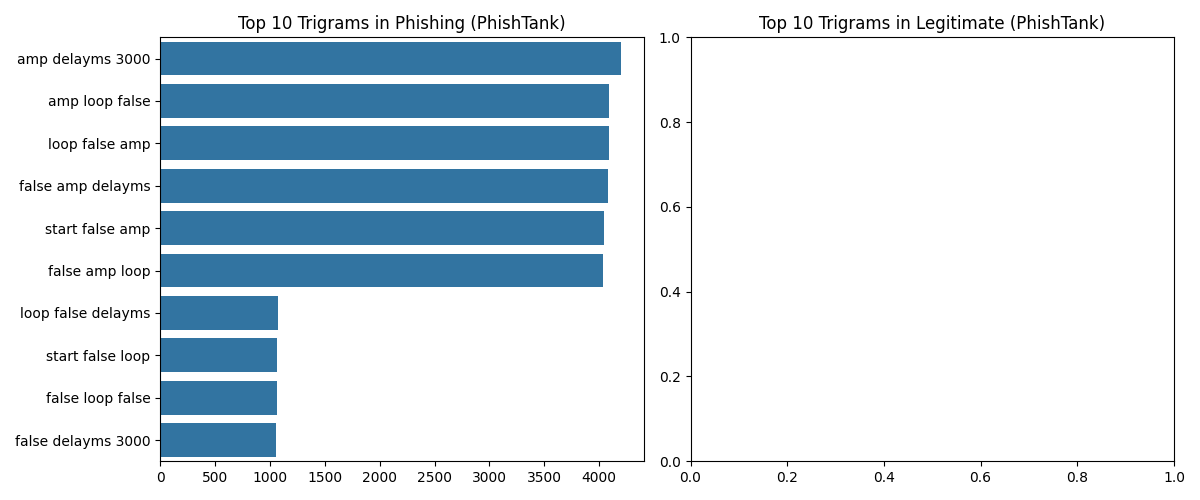 Top 10 Trigrams in Phishing (PhishTank)
amp delayms 3000
amp loop false
loop false amp
false amp delayms
start false amp
false amp loop
loop false delayms
start false loop
false loop false
false delayms 3000
0 500 1000 1500 2000 2500 3000 3500 4000
Top 10 Trigrams in Legitimate (PhishTank)
1.0
0.8
0.6
0.4
0.2
0.0
0.0 0.2 0.4 0.6 0.8 1.0